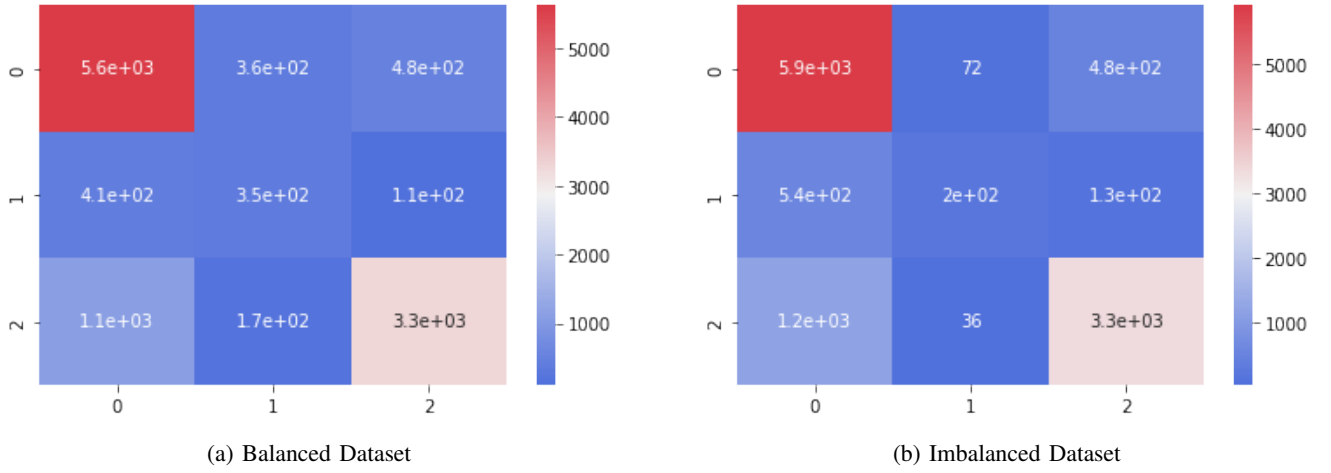 0
5.6e+03 3.6e+02 4.8e+02
1
4.1e+02 3.5e+02 1.1e+02
2
1.1e+03 1.7e+02 3.3e+03
0 1 2
5000
4000
3000
2000
1000
(a) Balanced Dataset
0
5.9e+03 72 4.8e+02
1
5.4e+02 2e+02 1.3e+02
2
1.2e+03 36 3.3e+03
0 1 2
5000
4000
3000
2000
1000
(b) Imbalanced Dataset